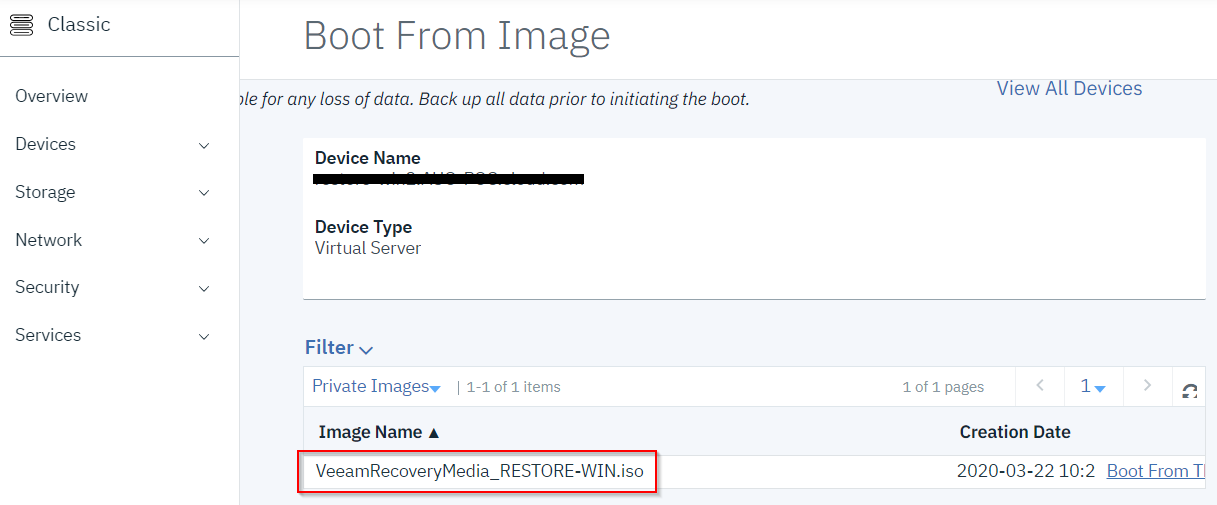 Classic
Overview
Devices
Storage
Network
Security
Services
Boot From Image
for any loss of data. Back up all data prior to initiating the boot.
View All Devices
Device Name
Device Type
Virtual Server
Filter
Private Images | 1-1 of 1 items 1 of 1 pages 1
Image Name ▲ Creation Date
VeeamRecoveryMedia_RESTORE-WIN.iso 2020-03-22 10:2 Boot From